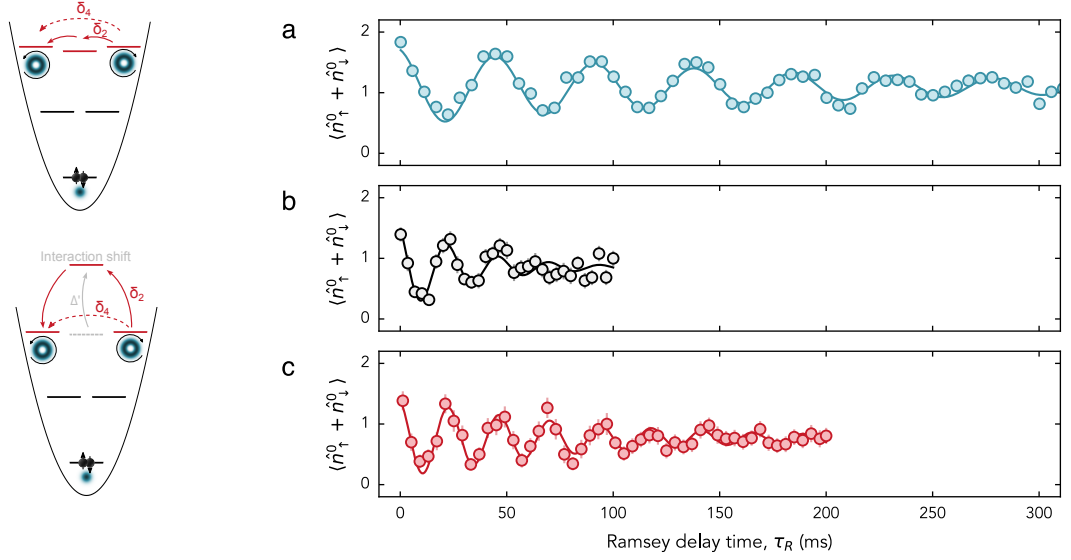 δ4
δ2
Interaction shift
Δ'
δ4
δ2
a
⟨n̂⁰↑ + n̂⁰↓⟩
2
1
0
b
⟨n̂⁰↑ + n̂⁰↓⟩
2
1
0
c
⟨n̂⁰↑ + n̂⁰↓⟩
2
1
0
0 50 100 150 200 250 300
Ramsey delay time, τR (ms)